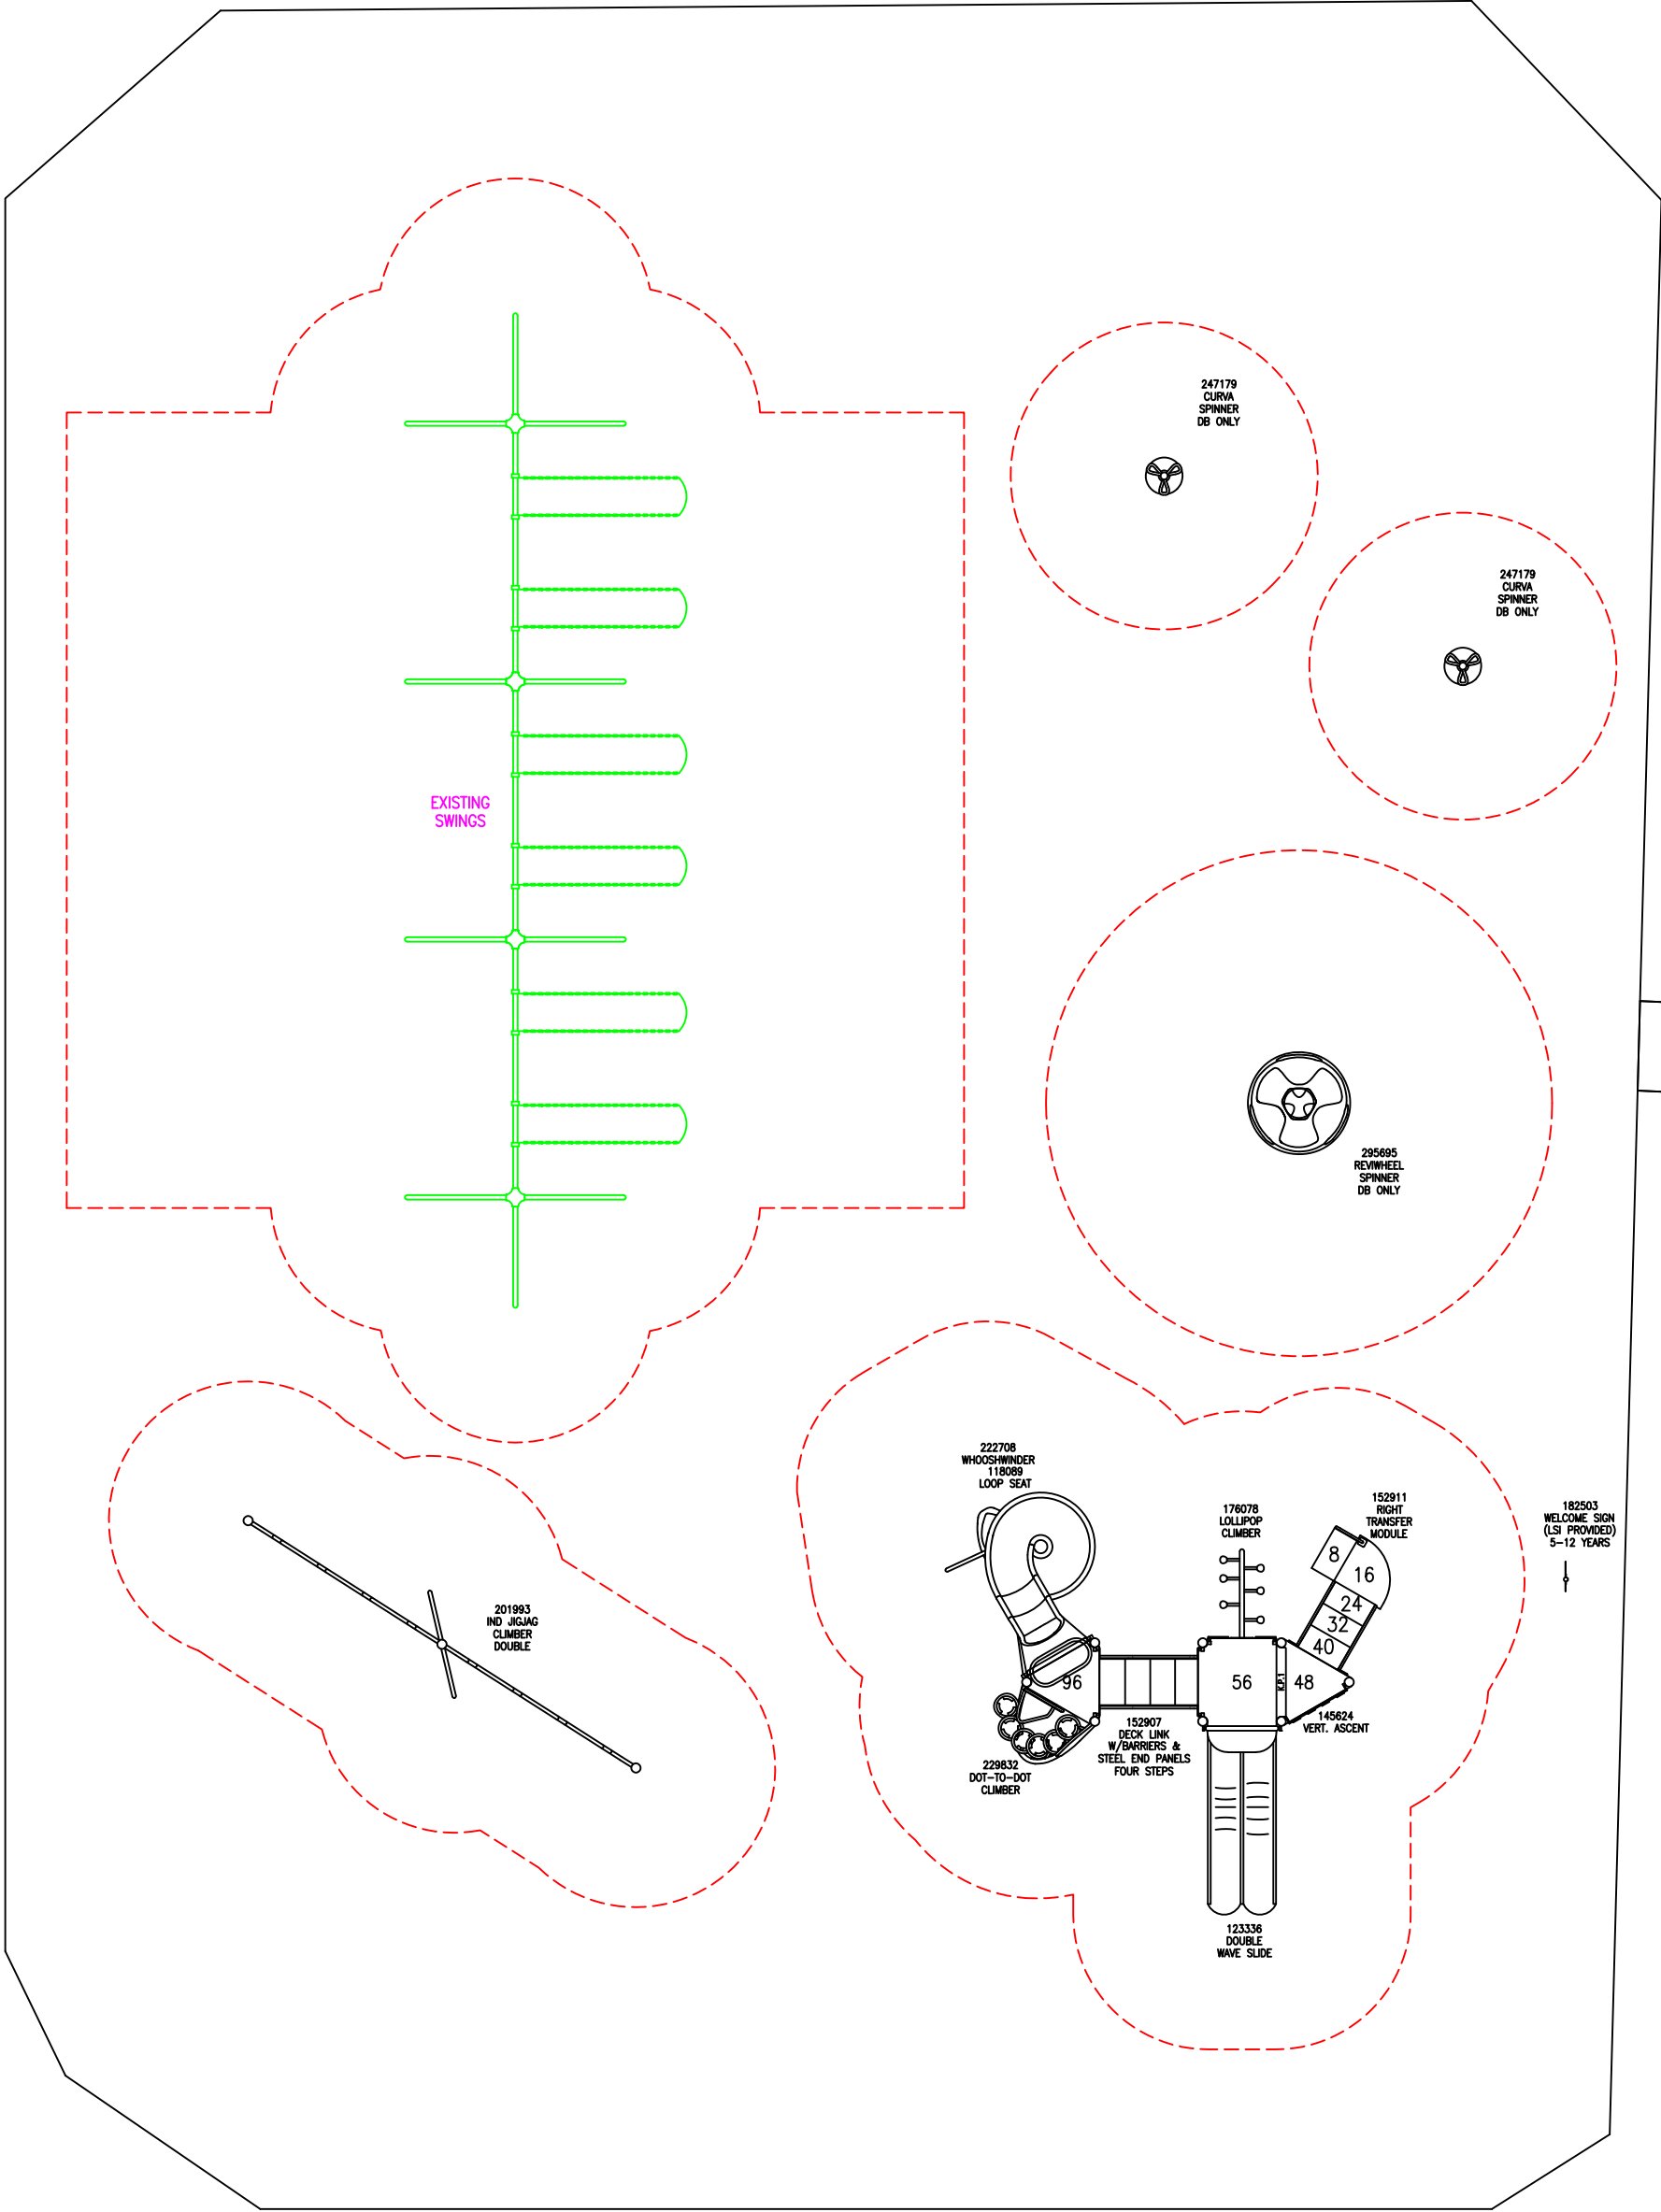 247179
CURVA
SPINNER
DB ONLY
247179
CURVA
SPINNER
DB ONLY
EXISTING
SWINGS
295695
REVIWHEEL
SPINNER
DB ONLY
222708
WHOOSHWINDER
118089
LOOP SEAT
176078
LOLLIPOP
CLIMBER
152911
RIGHT
TRANSFER
MODULE
182503
WELCOME SIGN
(LSI PROVIDED)
5-12 YEARS
8
16
24
32
40
201993
IND JIGJAG
CLIMBER
DOUBLE
96
56
K.P.1
48
145624
VERT. ASCENT
152907
DECK LINK
W/BARRIERS &
STEEL END PANELS
FOUR STEPS
229832
DOT-TO-DOT
CLIMBER
123336
DOUBLE
WAVE SLIDE